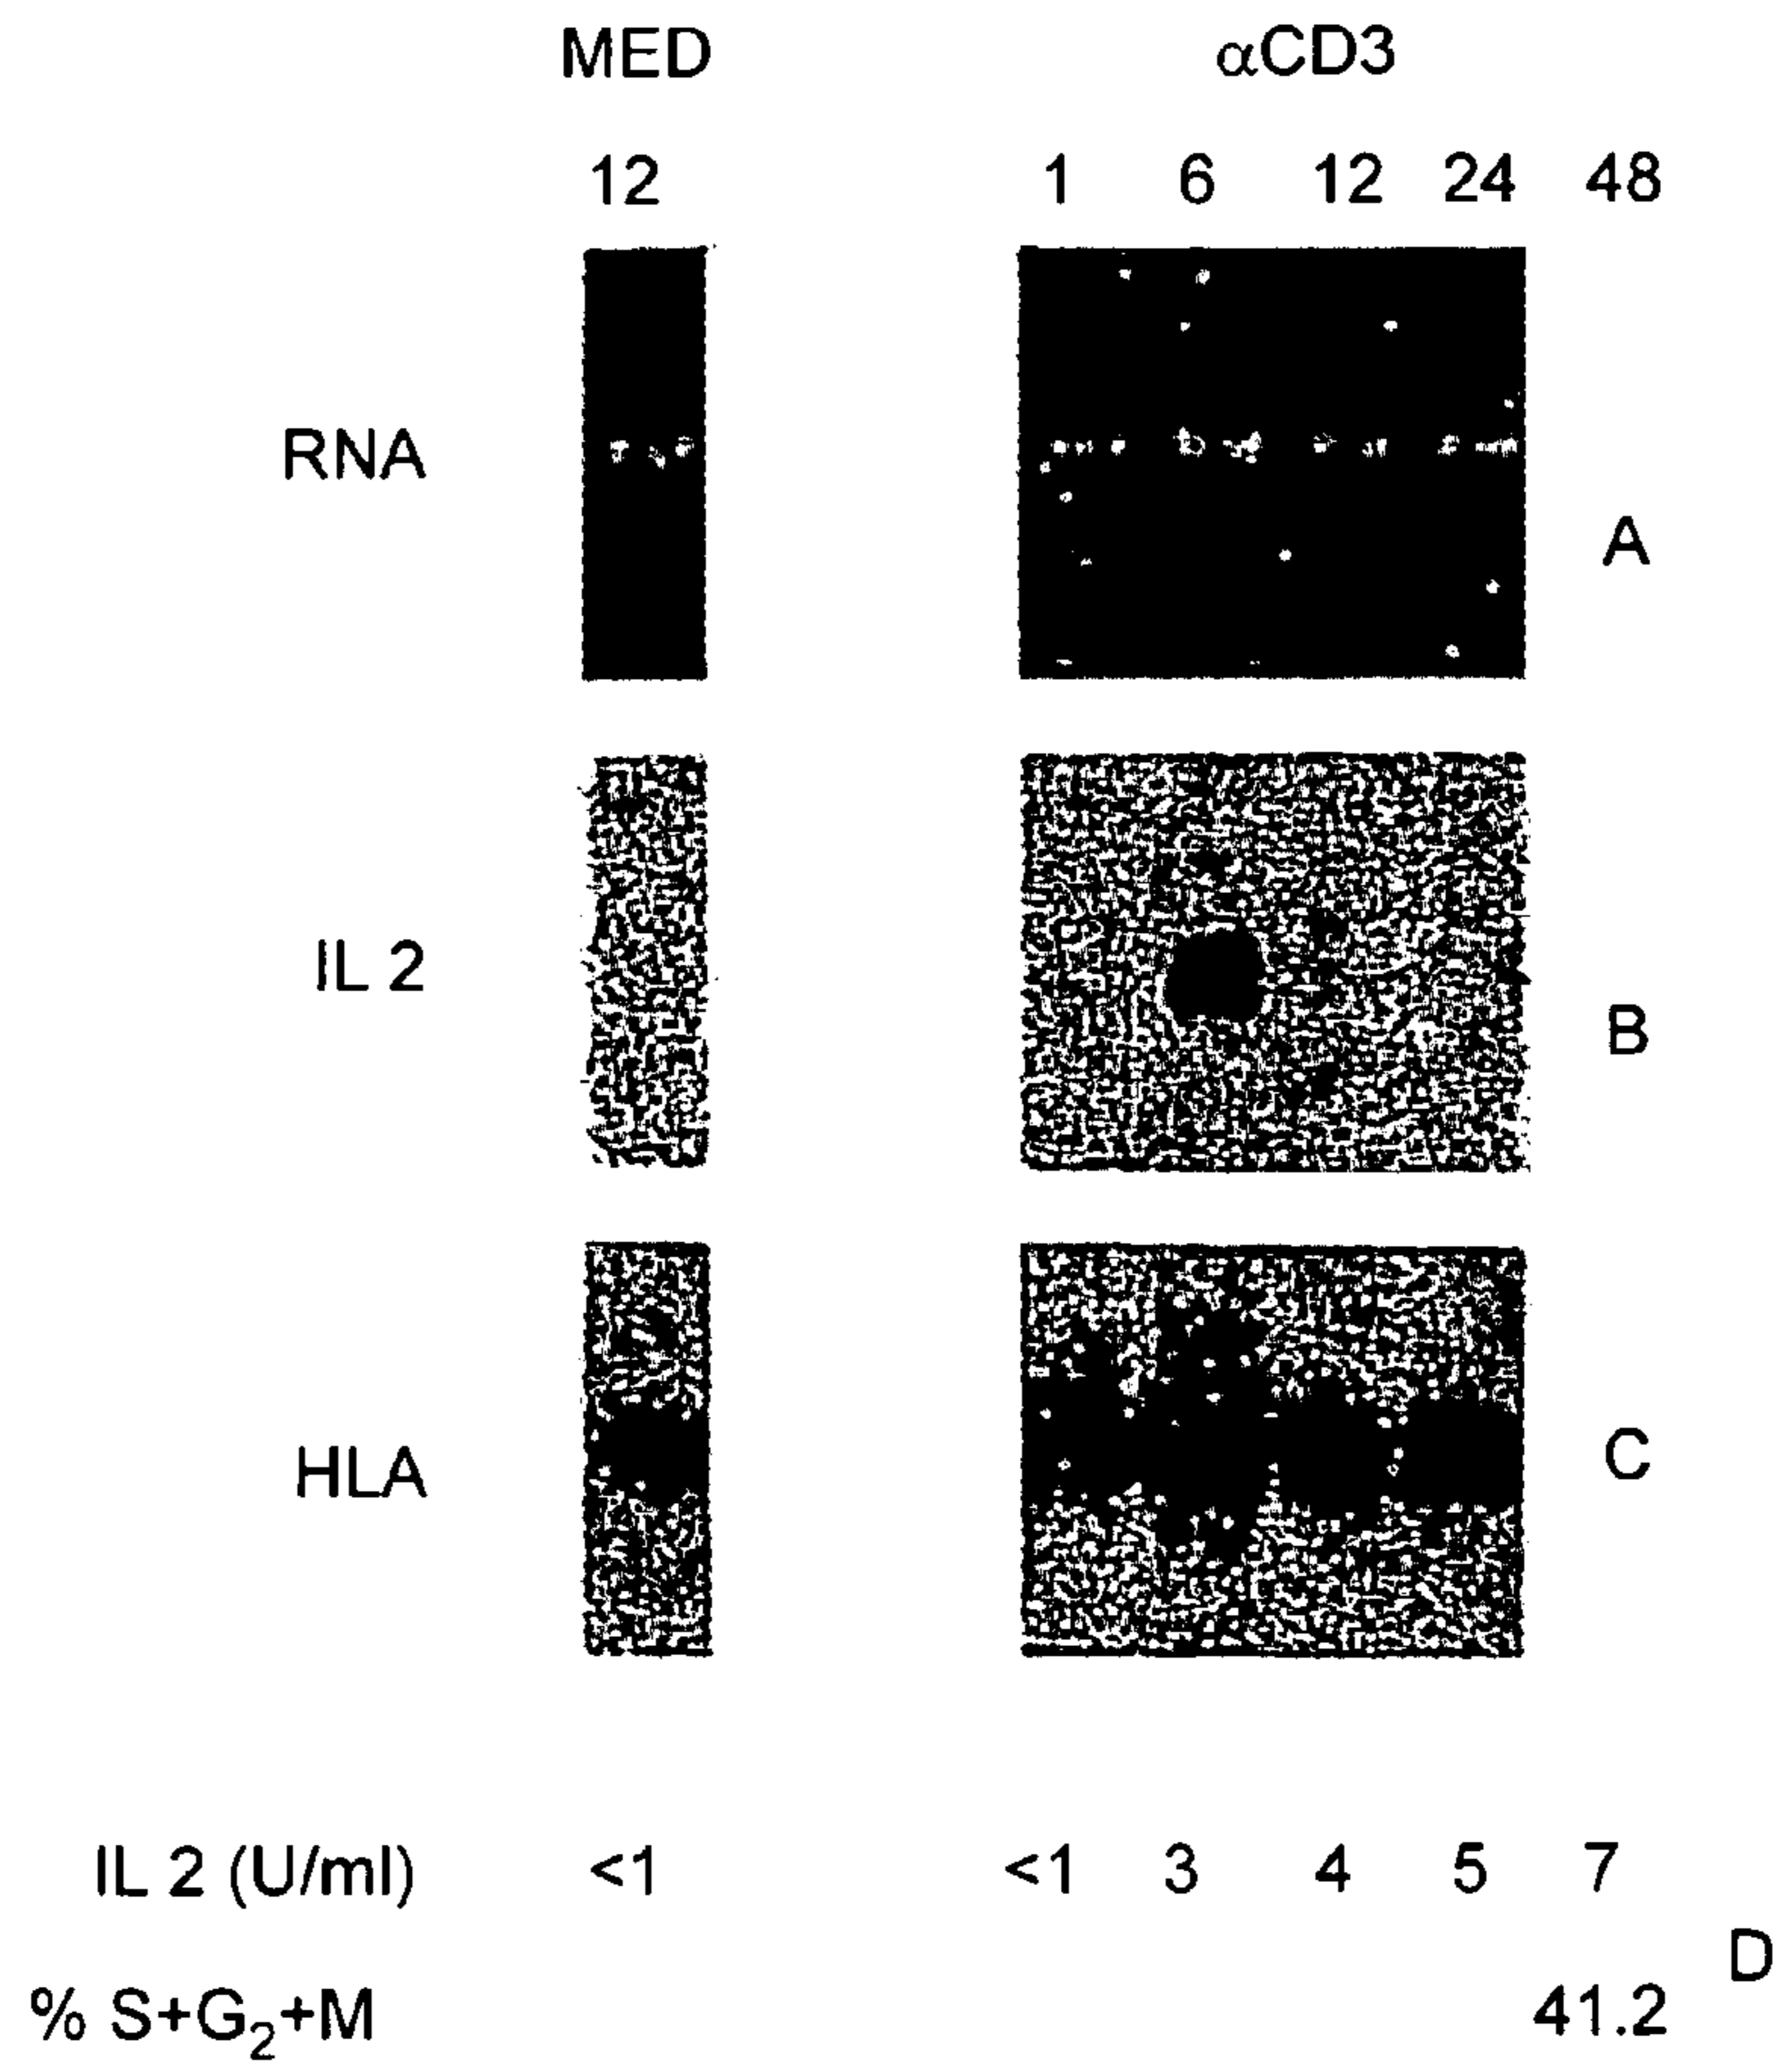 MED αCD3
12 1 6 12 24 48
RNA
A
IL 2
B
HLA
C
IL 2 (U/ml) <1 <1 3 4 5 7
D
% S+G₂+M 41.2